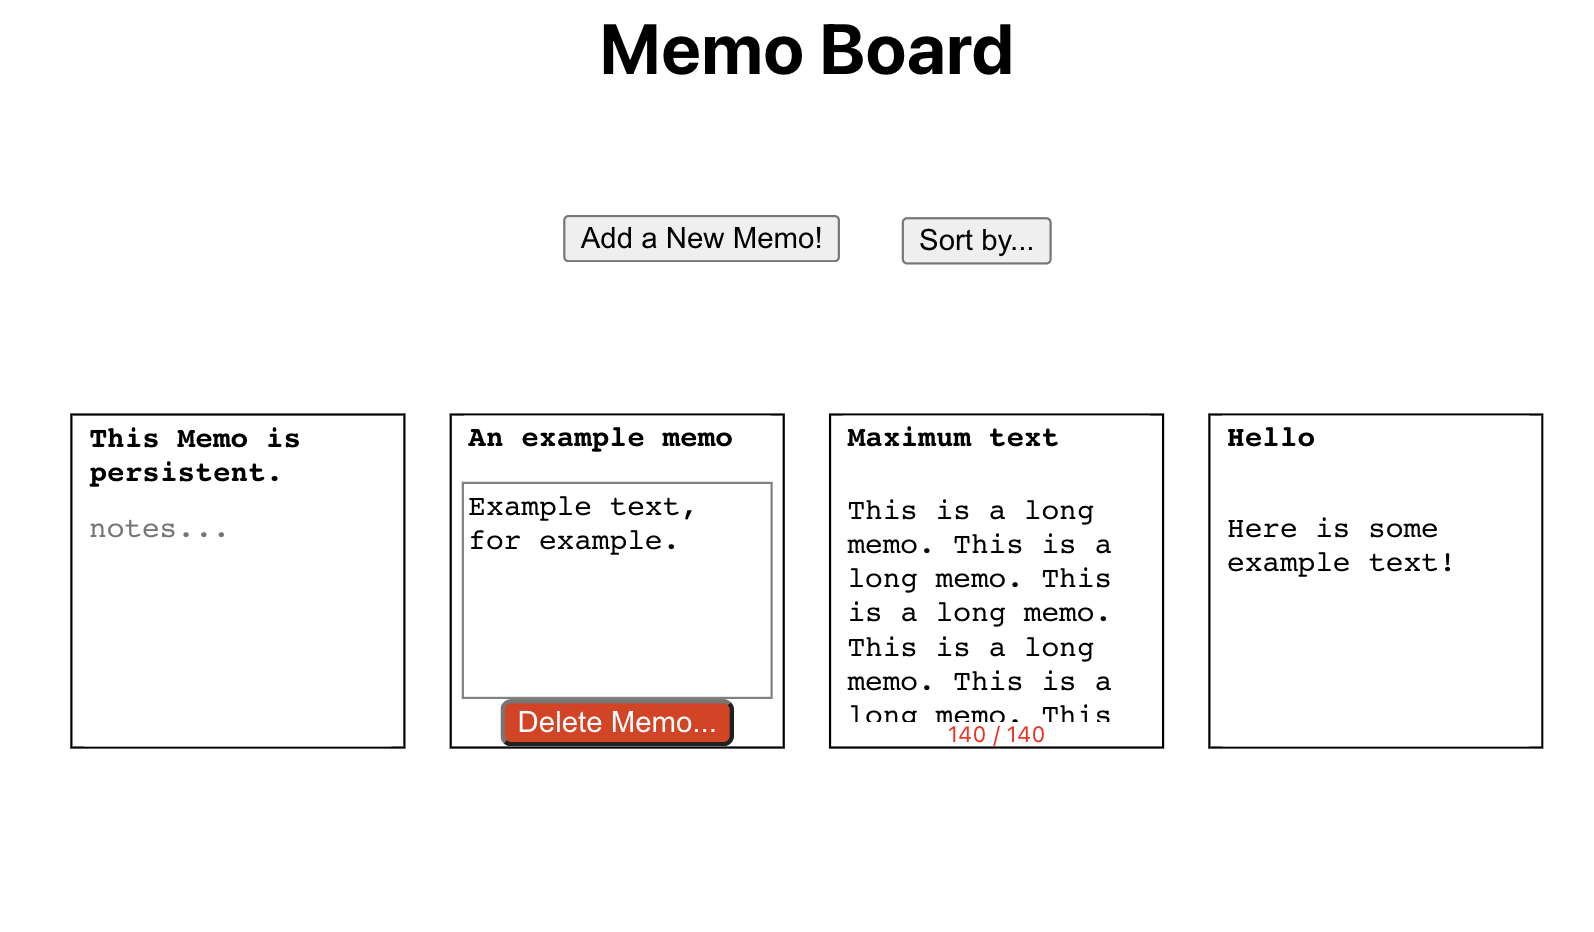 Memo Board
Add a New Memo!
Sort by...
This Memo is
persistent.
notes...
An example memo
Example text,
for example.
Delete Memo...
Maximum text
This is a long
memo. This is a
long memo. This
is a long memo.
This is a long
memo. This is a
long memo. This
140 / 140
Hello
Here is some
example text!